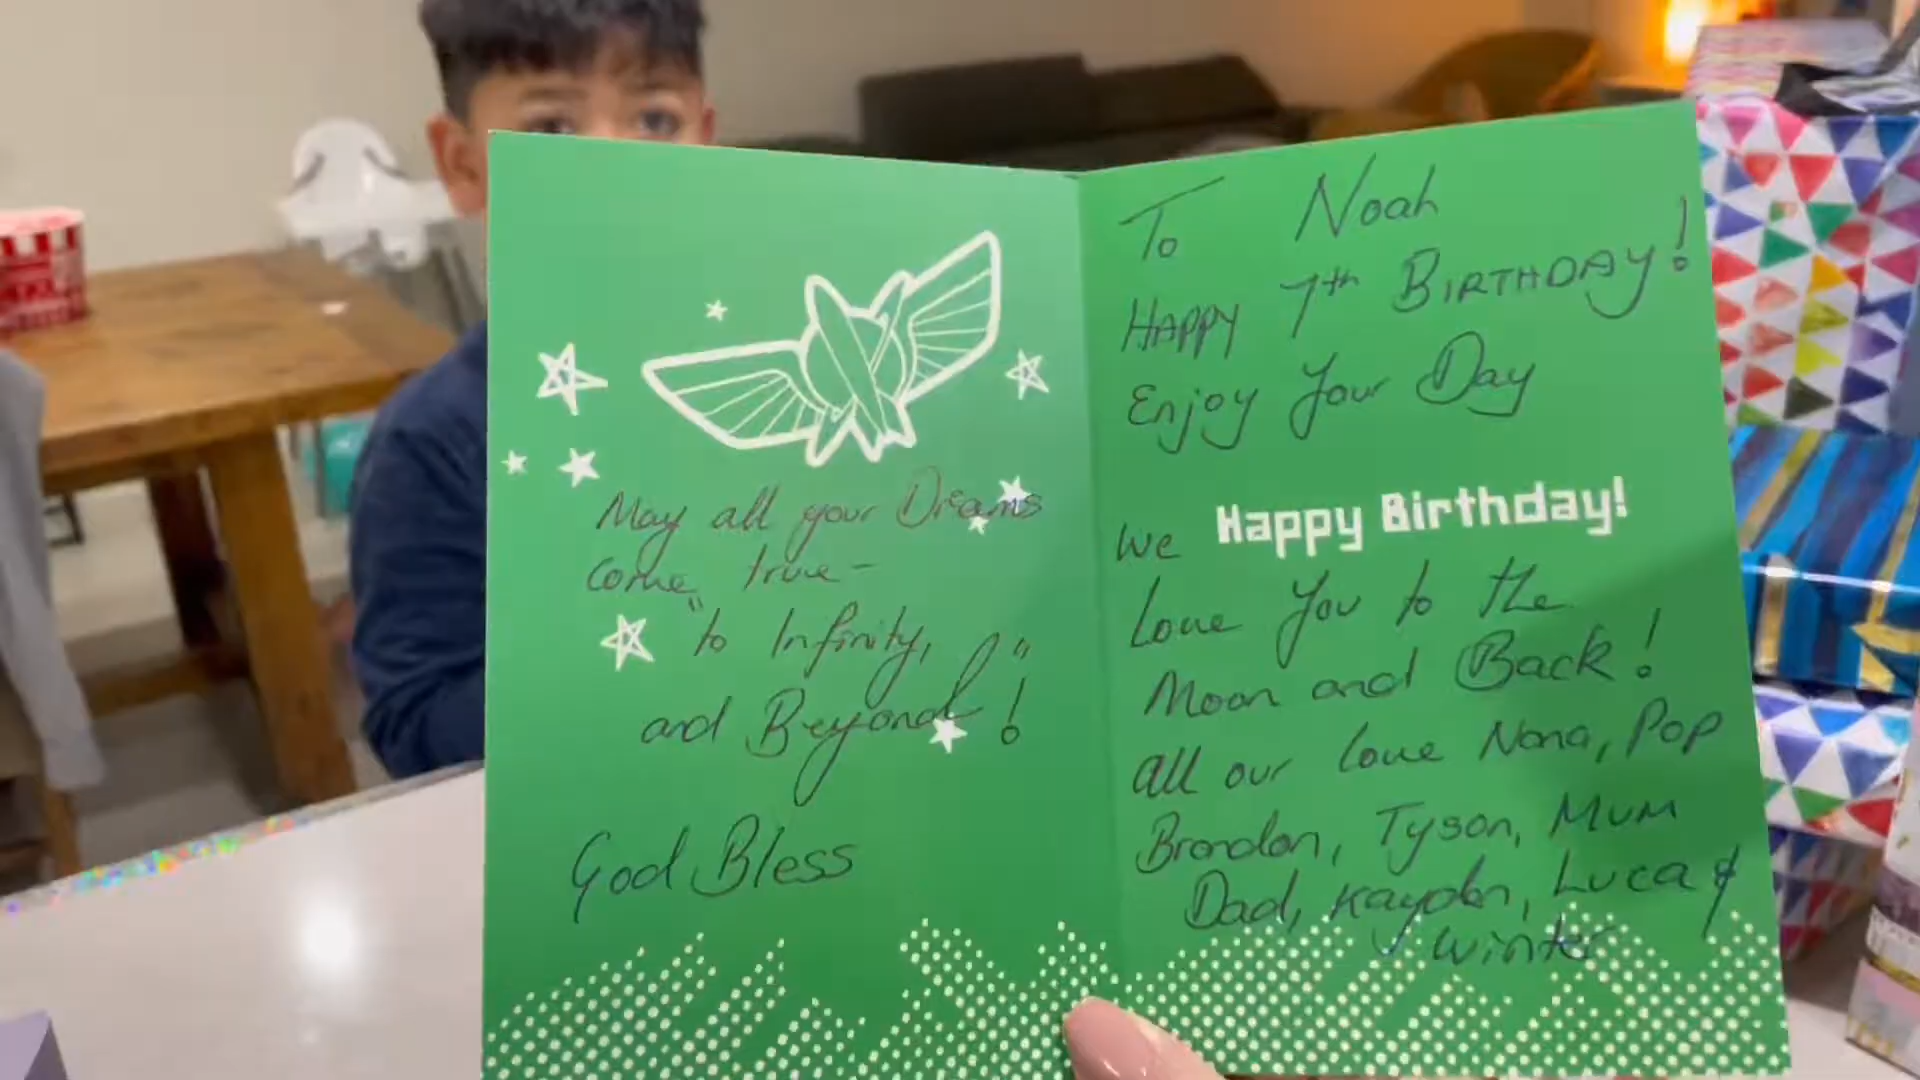 May all your Dreams
come true -
"to Infinity,
and Beyond"!
God Bless
To Noah
Happy 7th Birthday!
Enjoy Your Day
Happy Birthday!
We
Love You to the
Moon and Back!
all our love Nana, Pop
Brandon, Tyson, Mum
Dad, Kayden, Luca &
Winter